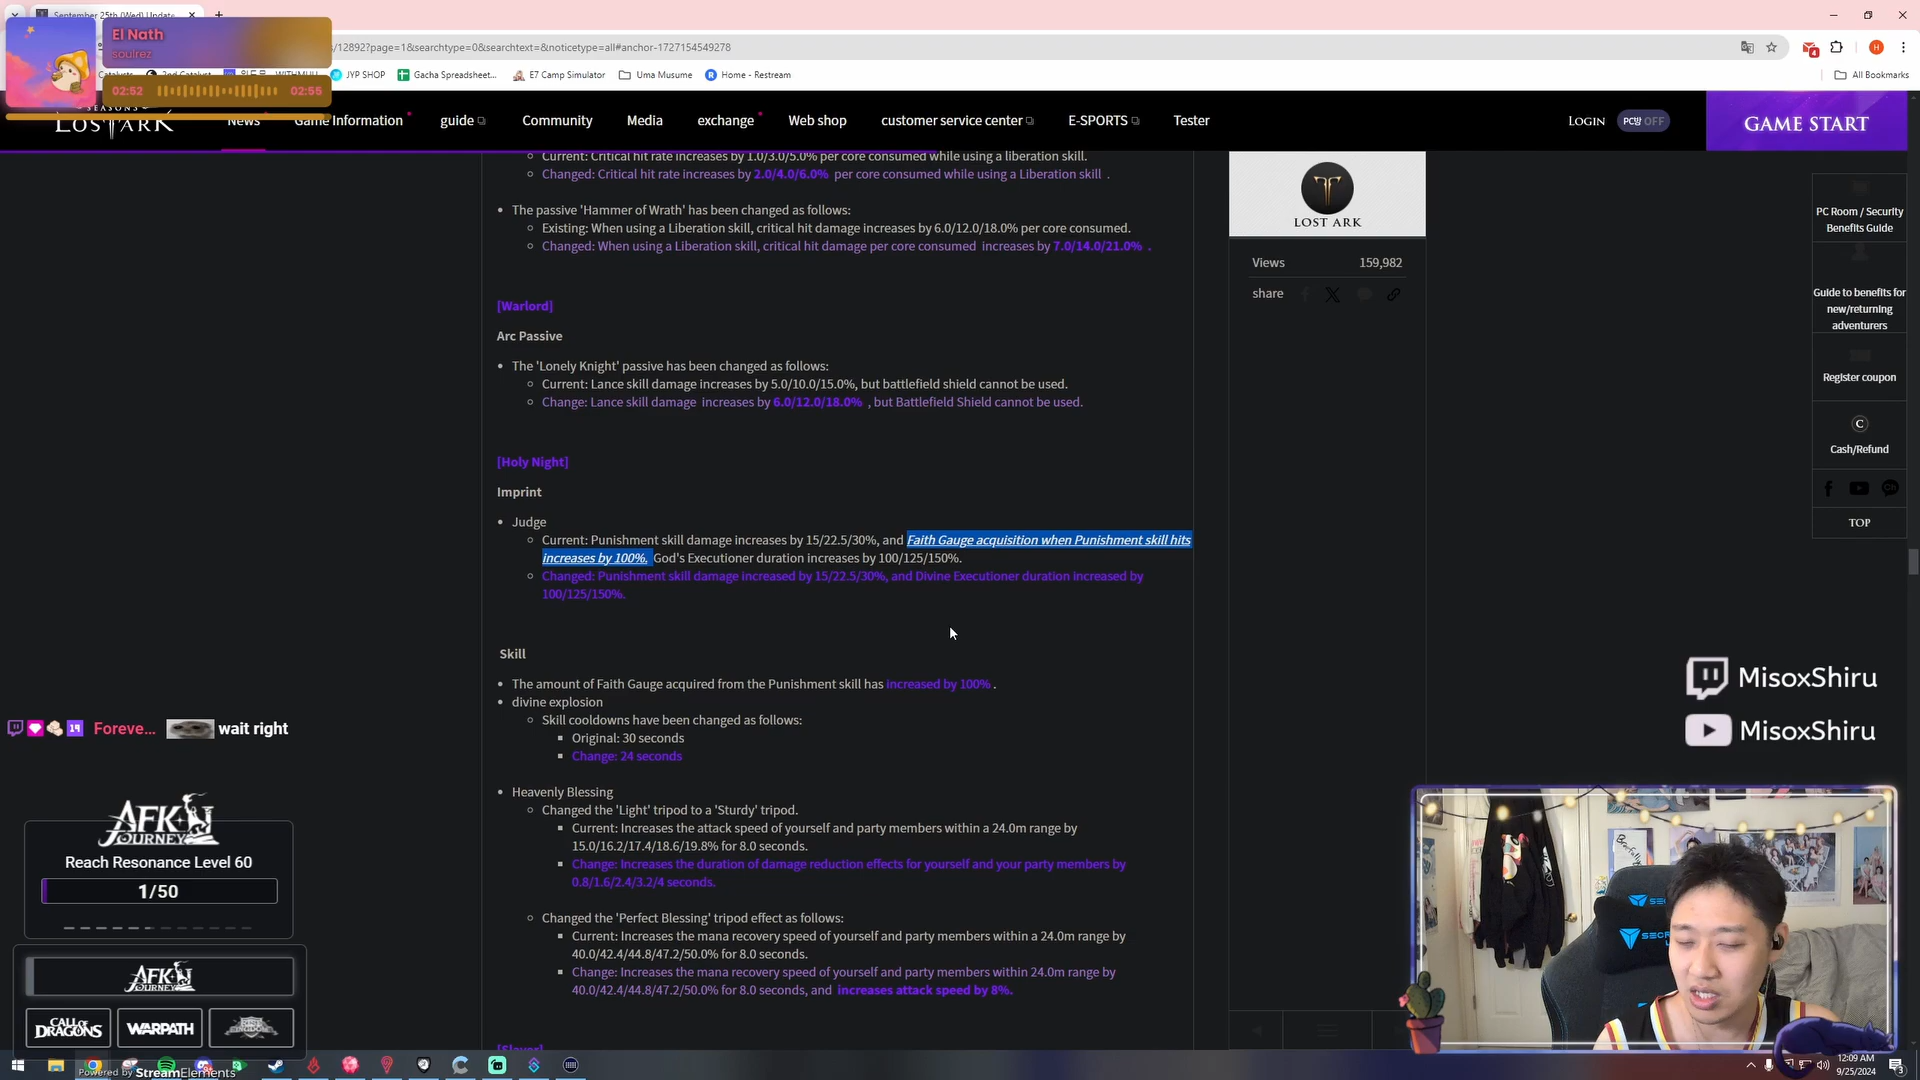 September 25th (Wed) Update
El Nath
soulrez
02:52
02:55
/12892?page=1&searchtype=0&searchtext=&noticetype=all#anchor-1727154549278
2nd Catalyst
JYP SHOP
Gacha Spreadsheet...
E7 Camp Simulator
Uma Musume
Home - Restream
All Bookmarks
LOST ARK
News
Game Information
guide
Community
Media
exchange
Web shop
customer service center
E-SPORTS
Tester
LOGIN
PC방 OFF
GAME START
Current: Critical hit rate increases by 1.0/3.0/5.0% per core consumed while using a liberation skill.
Changed: Critical hit rate increases by 2.0/4.0/6.0% per core consumed while using a Liberation skill .
The passive 'Hammer of Wrath' has been changed as follows:
Existing: When using a Liberation skill, critical hit damage increases by 6.0/12.0/18.0% per core consumed.
Changed: When using a Liberation skill, critical hit damage per core consumed increases by 7.0/14.0/21.0% .
[Warlord]
Arc Passive
The 'Lonely Knight' passive has been changed as follows:
Current: Lance skill damage increases by 5.0/10.0/15.0%, but battlefield shield cannot be used.
Change: Lance skill damage increases by 6.0/12.0/18.0% , but Battlefield Shield cannot be used.
[Holy Night]
Imprint
Judge
Current: Punishment skill damage increases by 15/22.5/30%, and Faith Gauge acquisition when Punishment skill hits
increases by 100%. God's Executioner duration increases by 100/125/150%.
Changed: Punishment skill damage increased by 15/22.5/30%, and Divine Executioner duration increased by
100/125/150%.
Skill
The amount of Faith Gauge acquired from the Punishment skill has increased by 100% .
divine explosion
Skill cooldowns have been changed as follows:
Original: 30 seconds
Change: 24 seconds
Heavenly Blessing
Changed the 'Light' tripod to a 'Sturdy' tripod.
Current: Increases the attack speed of yourself and party members within a 24.0m range by
15.0/16.2/17.4/18.6/19.8% for 8.0 seconds.
Change: Increases the duration of damage reduction effects for yourself and your party members by
0.8/1.6/2.4/3.2/4 seconds.
Changed the 'Perfect Blessing' tripod effect as follows:
Current: Increases the mana recovery speed of yourself and party members within a 24.0m range by
40.0/42.4/44.8/47.2/50.0% for 8.0 seconds.
Change: Increases the mana recovery speed of yourself and party members within 24.0m range by
40.0/42.4/44.8/47.2/50.0% for 8.0 seconds, and increases attack speed by 8%.
[Slayer]
LOST ARK
Views 159,982
share
PC Room / Security
Benefits Guide
Guide to benefits for
new/returning
adventurers
Register coupon
Cash/Refund
TOP
MisoxShiru
MisoxShiru
19 Foreve... wait right
AFK JOURNEY
Reach Resonance Level 60
1/50
AFK JOURNEY
CALL OF DRAGONS
WARPATH
Powered by StreamElements
12:09 AM
9/25/2024